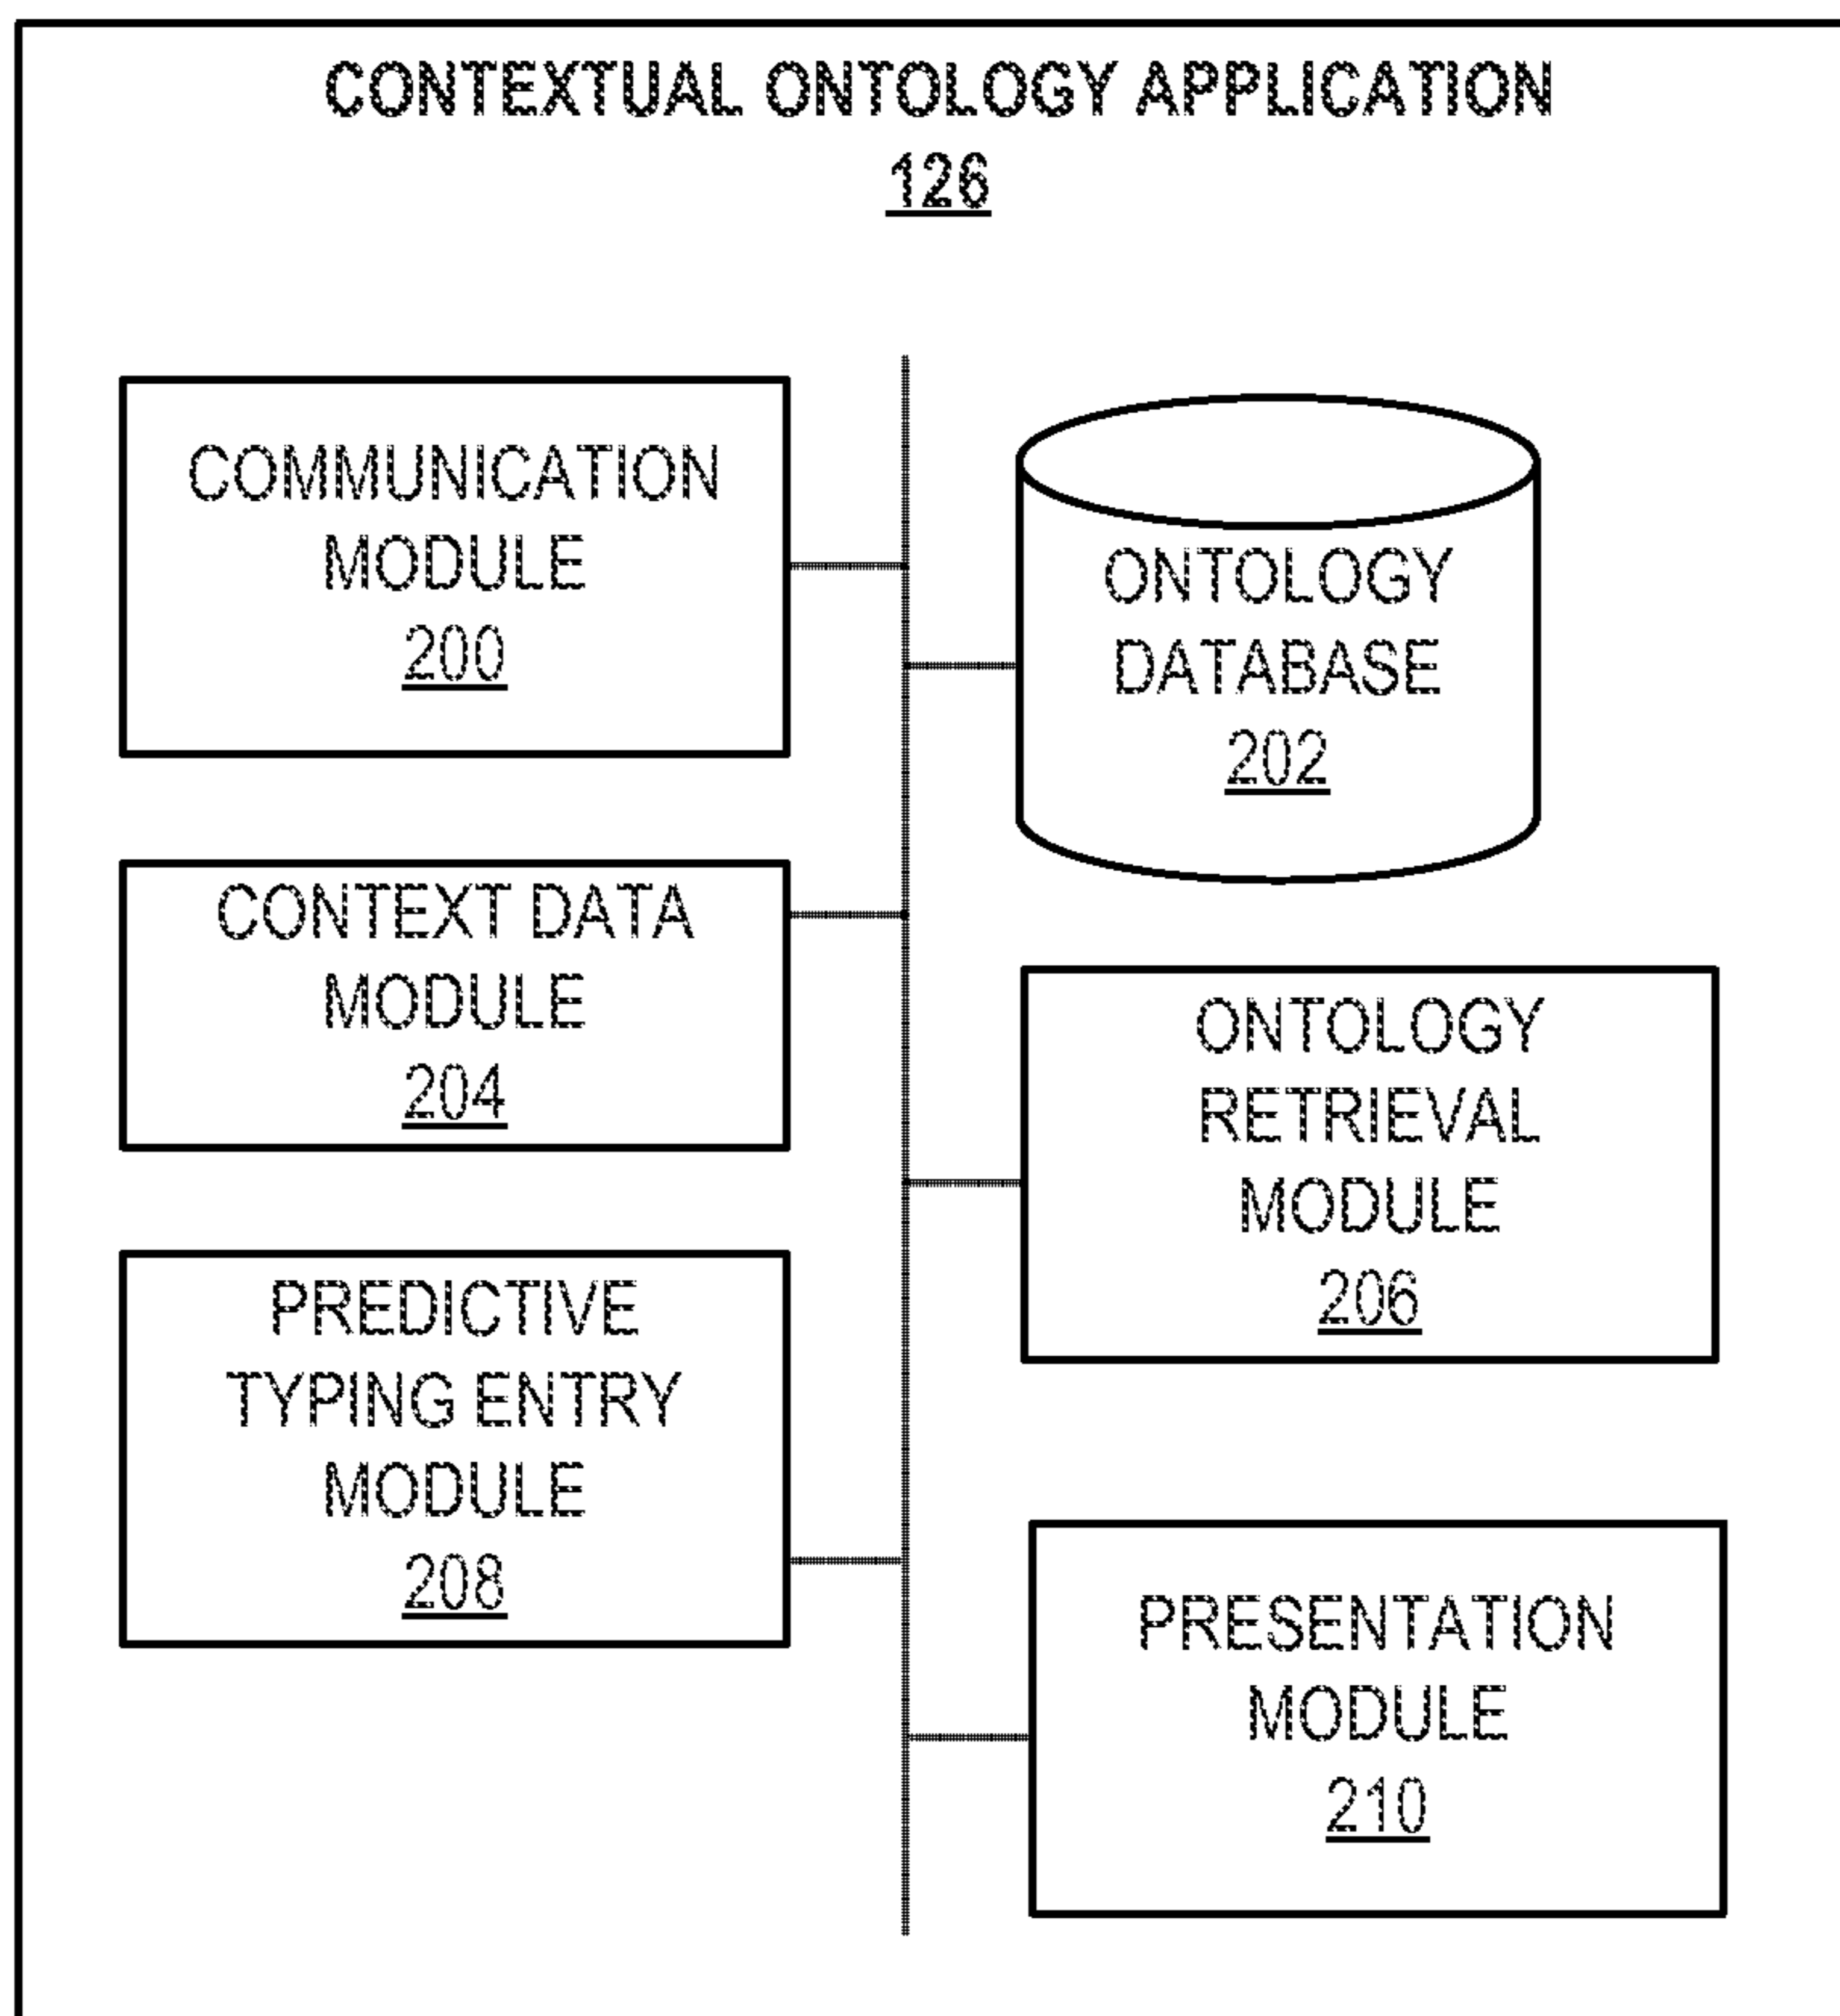 CONTEXTUAL ONTOLOGY APPLICATION
126
COMMUNICATION
MODULE
200
ONTOLOGY
DATABASE
202
CONTEXT DATA
MODULE
204
ONTOLOGY
RETRIEVAL
MODULE
206
PREDICTIVE
TYPING ENTRY
MODULE
208
PRESENTATION
MODULE
210